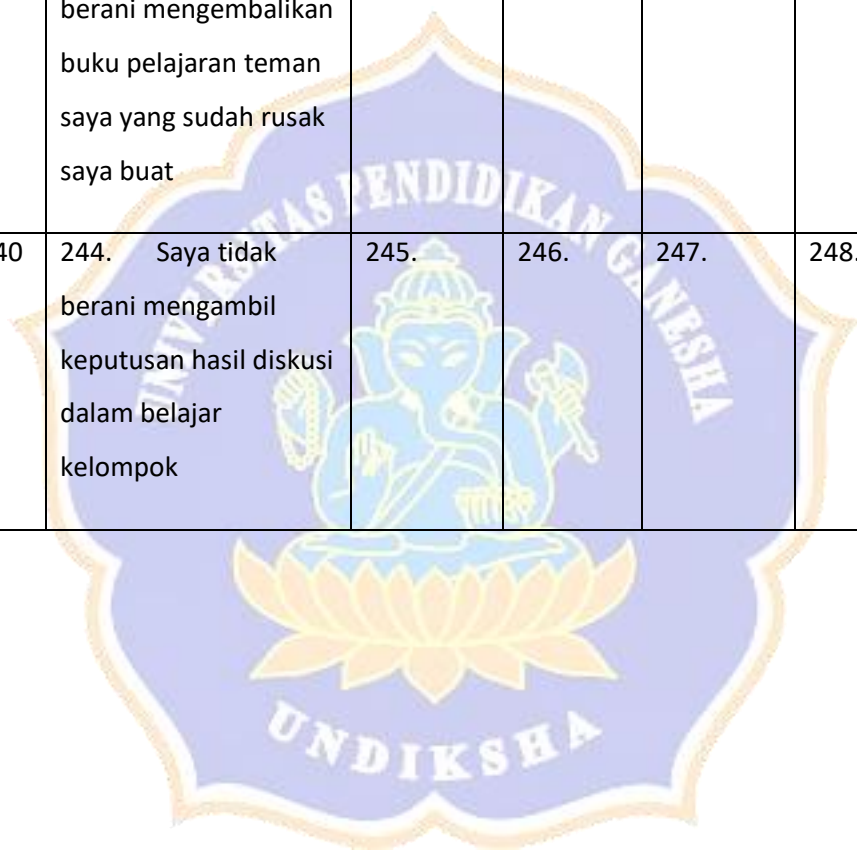 berani mengembalikan
buku pelajaran teman
saya yang sudah rusak
saya buat
40 244. Saya tidak 245. 246. 247. 248.
berani mengambil
keputusan hasil diskusi
dalam belajar
kelompok
UNIVERSITAS PENDIDIKAN GANESHA
UNDIKSHA